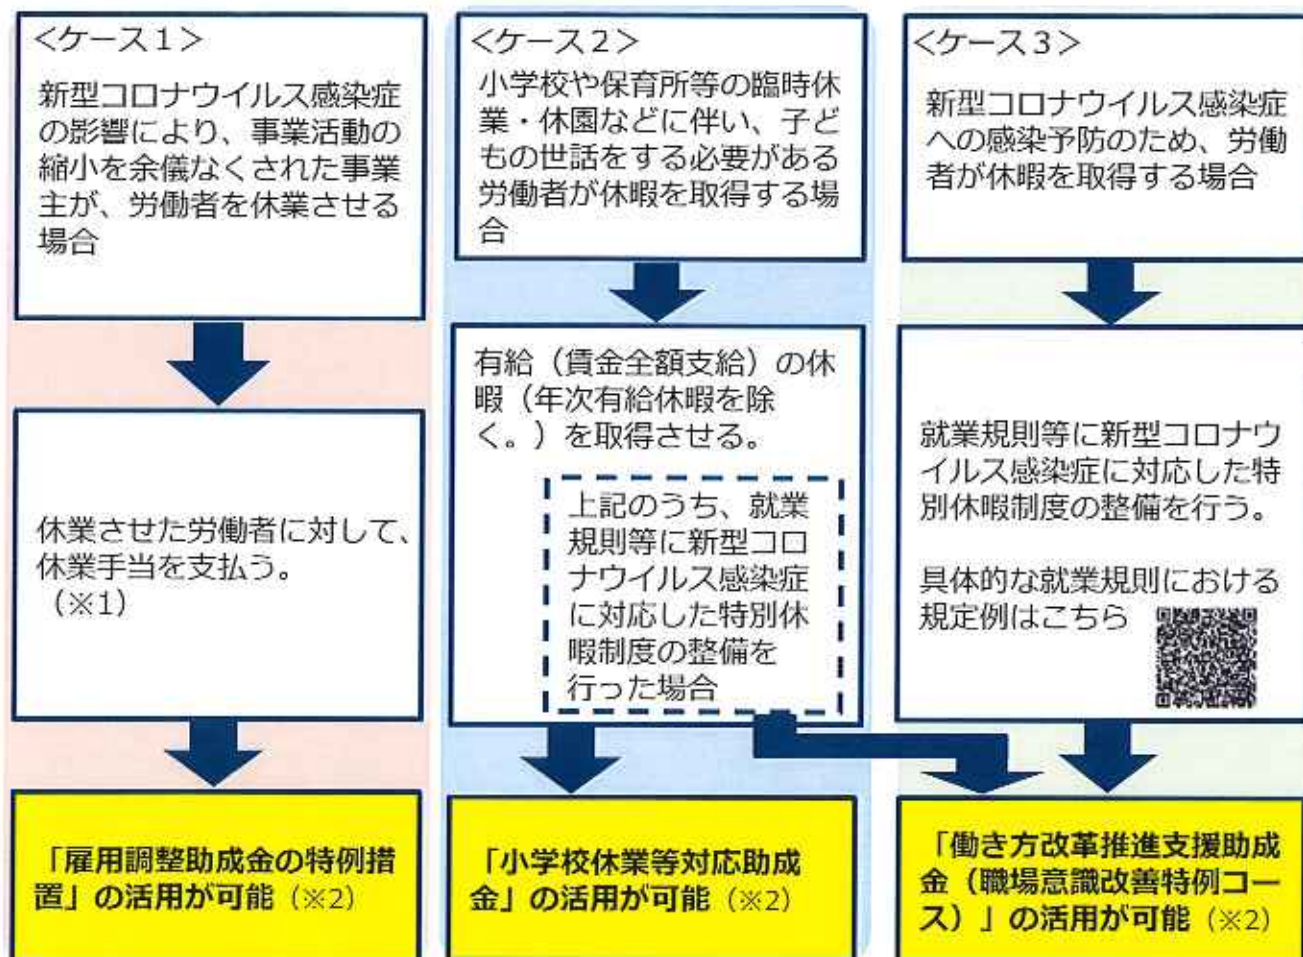 <ケース1>
新型コロナウイルス感染症
の影響により、事業活動の
縮小を余儀なくされた事業
主が、労働者を休業させる
場合
休業させた労働者に対して、
休業手当を支払う。
（※1）
「雇用調整助成金の特例措
置」の活用が可能（※2）
<ケース2>
小学校や保育所等の臨時休
業・休園などに伴い、子ど
もの世話をする必要がある
労働者が休暇を取得する場
合
有給（賃金全額支給）の休
暇（年次有給休暇を除
く。）を取得させる。
上記のうち、就業
規則等に新型コロ
ナウイルス感染症
に対応した特別休
暇制度の整備を
行った場合
「小学校休業等対応助成
金」の活用が可能（※2）
<ケース3>
新型コロナウイルス感染症
への感染予防のため、労働
者が休暇を取得する場合
就業規則等に新型コロナウ
イルス感染症に対応した特
別休暇制度の整備を行う。
具体的な就業規則における
規定例はこちら
「働き方改革推進支援助成
金（職場意識改善特例コー
ス）」の活用が可能（※2）